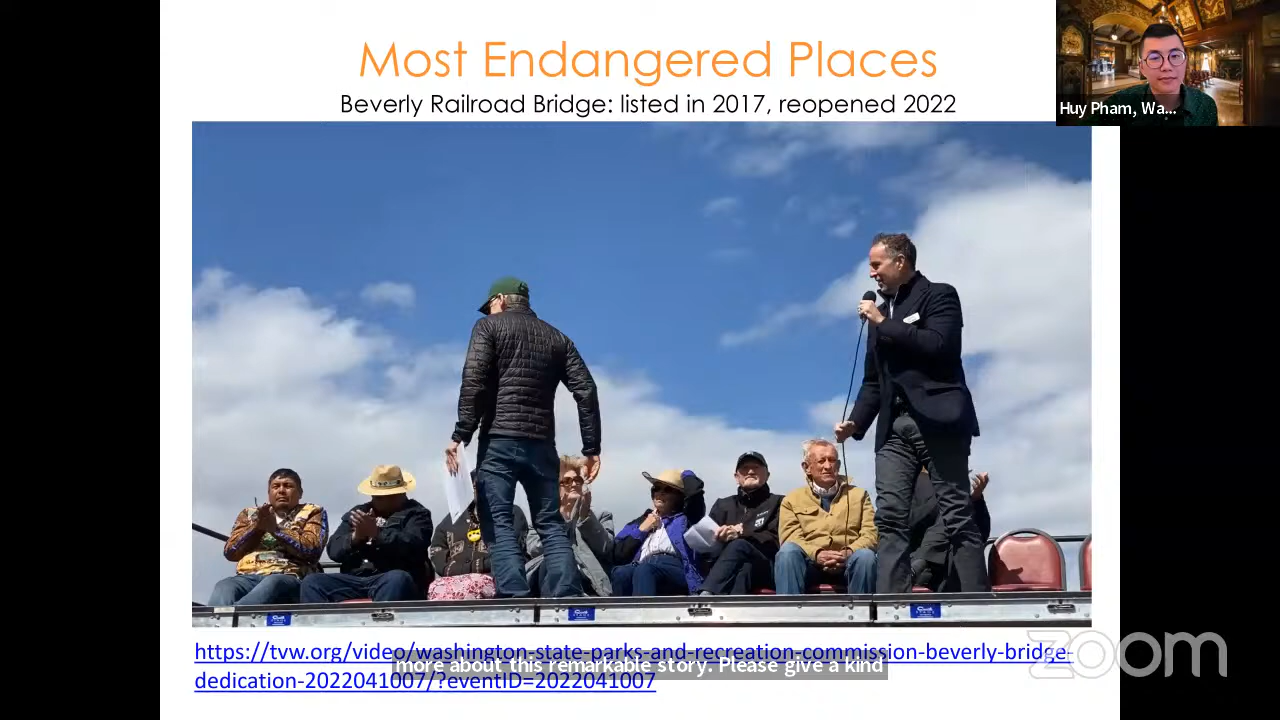 Most Endangered Places
Beverly Railroad Bridge: listed in 2017, reopened 2022
Huy Pham, Wa...
https://tvw.org/video/washington-state-parks-and-recreation-commission-beverly-bridge-
dedication-2022041007/?eventID=2022041007
more about this remarkable story. Please give a kind
zoom